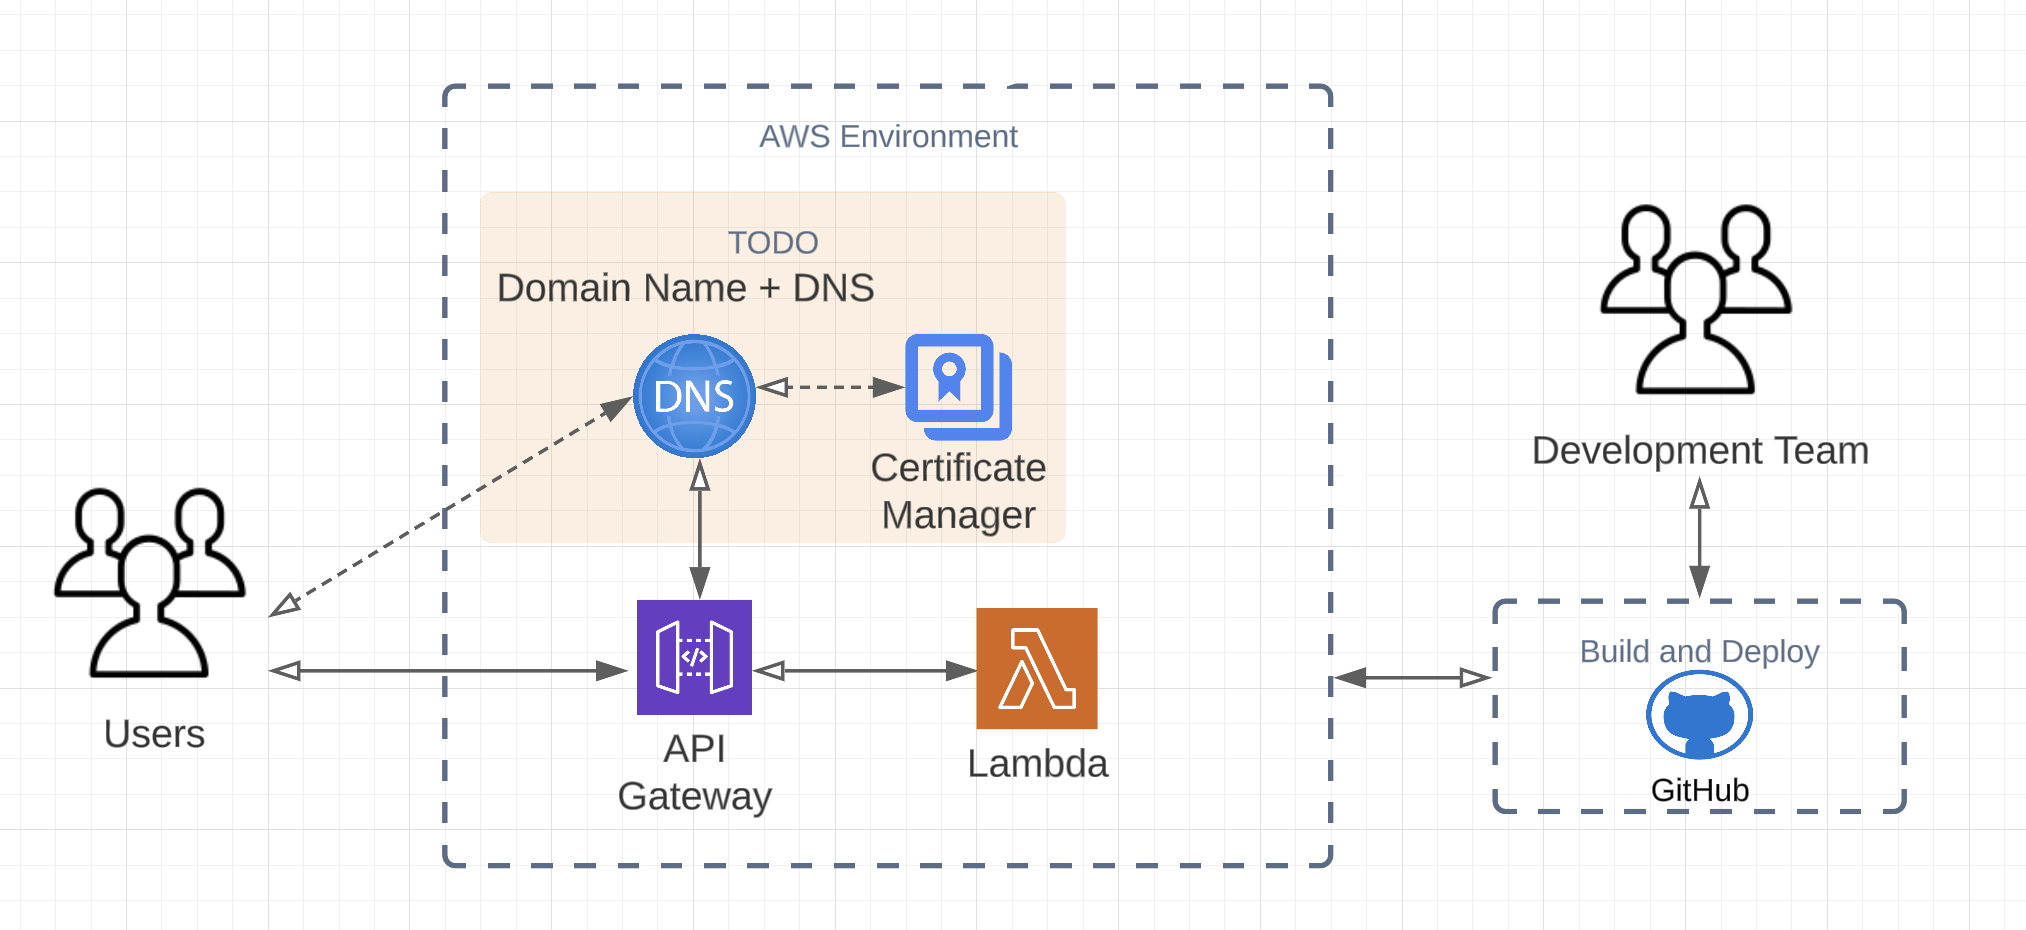 AWS Environment
TODO
Domain Name + DNS
DNS
Certificate
Manager
Development Team
Users
API
Gateway
</>
Lambda
Build and Deploy
GitHub